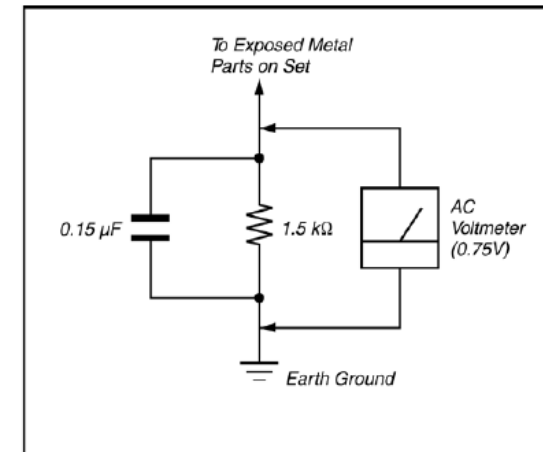 To Exposed Metal
Parts on Set
0.15 µF
1.5 kΩ
AC
Voltmeter
(0.75V)
Earth Ground